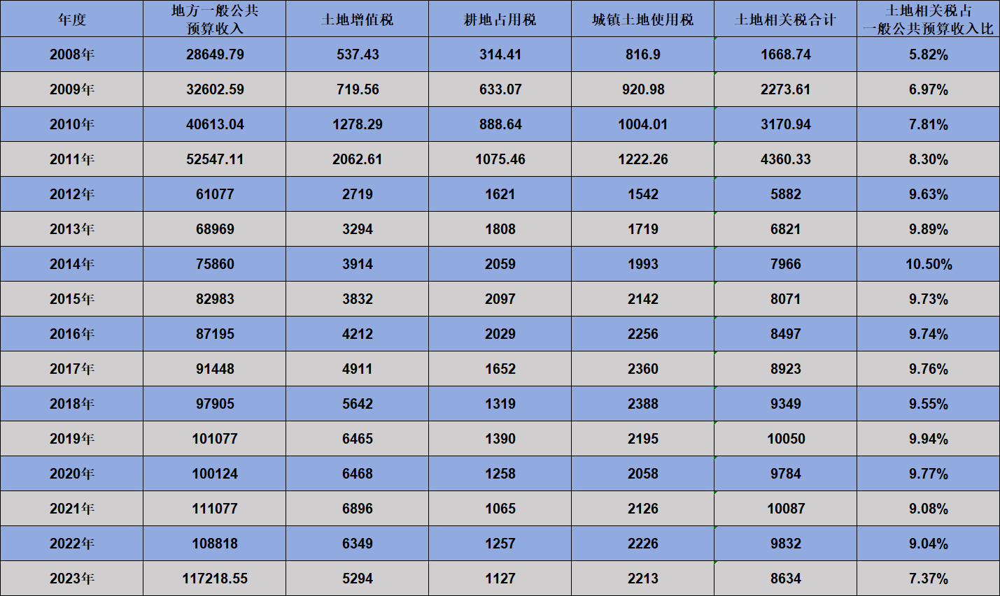 年度 地方一般公共 土地增值税 耕地占用税 城镇土地使用税 土地相关税合计 土地相关税占
预算收入 一般公共预算收入比
2008年 28649.79 537.43 314.41 816.9 1668.74 5.82%
2009年 32602.59 719.56 633.07 920.98 2273.61 6.97%
2010年 40613.04 1278.29 888.64 1004.01 3170.94 7.81%
2011年 52547.11 2062.61 1075.46 1222.26 4360.33 8.30%
2012年 61077 2719 1621 1542 5882 9.63%
2013年 68969 3294 1808 1719 6821 9.89%
2014年 75860 3914 2059 1993 7966 10.50%
2015年 82983 3832 2097 2142 8071 9.73%
2016年 87195 4212 2029 2256 8497 9.74%
2017年 91448 4911 1652 2360 8923 9.76%
2018年 97905 5642 1319 2388 9349 9.55%
2019年 101077 6465 1390 2195 10050 9.94%
2020年 100124 6468 1258 2058 9784 9.77%
2021年 111077 6896 1065 2126 10087 9.08%
2022年 108818 6349 1257 2226 9832 9.04%
2023年 117218.55 5294 1127 2213 8634 7.37%